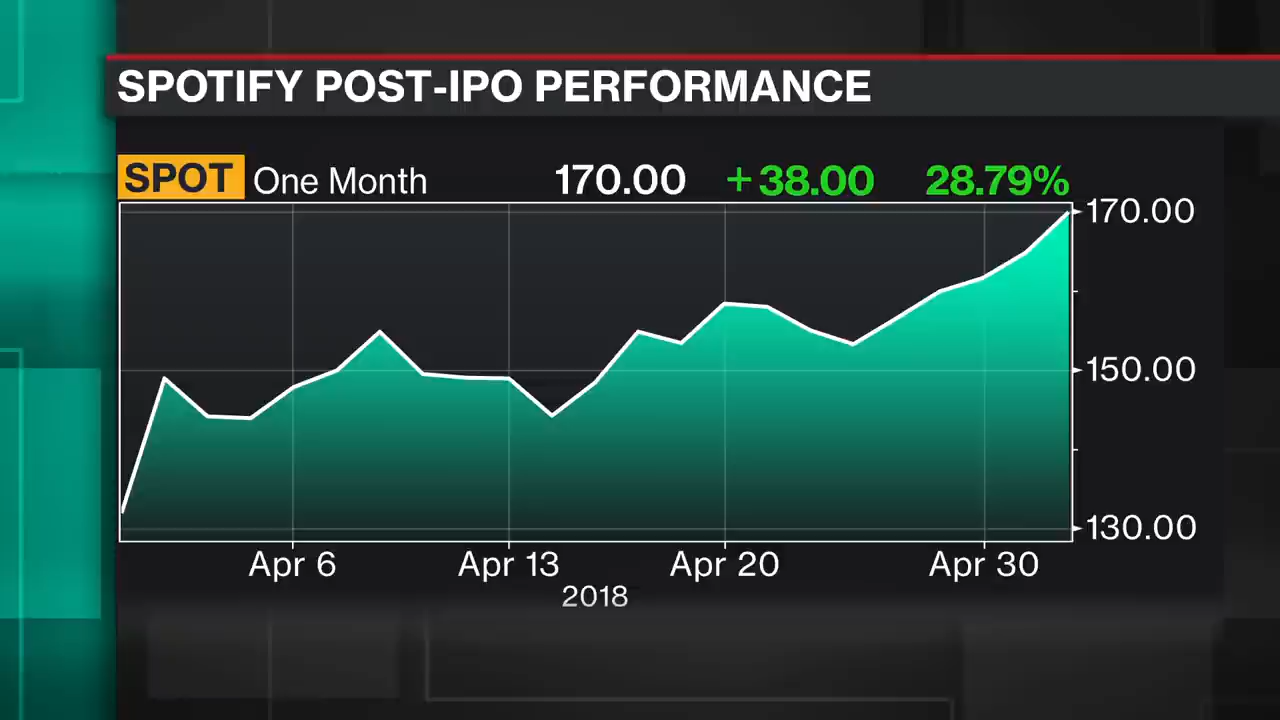 SPOTIFY POST-IPO PERFORMANCE
SPOT One Month 170.00 +38.00 28.79%
170.00
150.00
130.00
Apr 6 Apr 13 Apr 20 Apr 30
2018